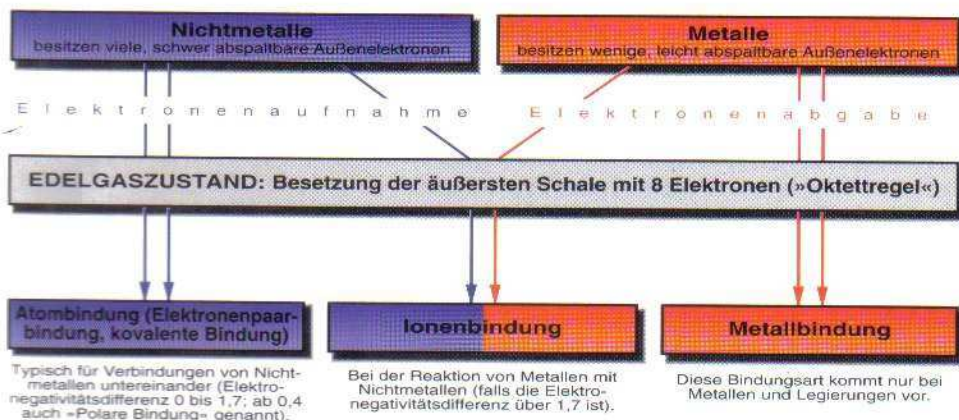 Nichtmetalle
besitzen viele, schwer abspaltbare Außenelektronen
Metalle
besitzen wenige, leicht abspaltbare Außenelektronen
Elektronenaufnahme
Elektronenabgabe
EDELGASZUSTAND: Besetzung der äußersten Schale mit 8 Elektronen (»Oktettregel«)
Atombindung (Elektronenpaar-
bindung, kovalente Bindung)
Typisch für Verbindungen von Nicht-
metallen untereinander (Elektro-
negativitätsdifferenz 0 bis 1,7; ab 0,4
auch »Polare Bindung« genannt).
Ionenbindung
Bei der Reaktion von Metallen mit
Nichtmetallen (falls die Elektro-
negativitätsdifferenz über 1,7 ist).
Metallbindung
Diese Bindungsart kommt nur bei
Metallen und Legierungen vor.